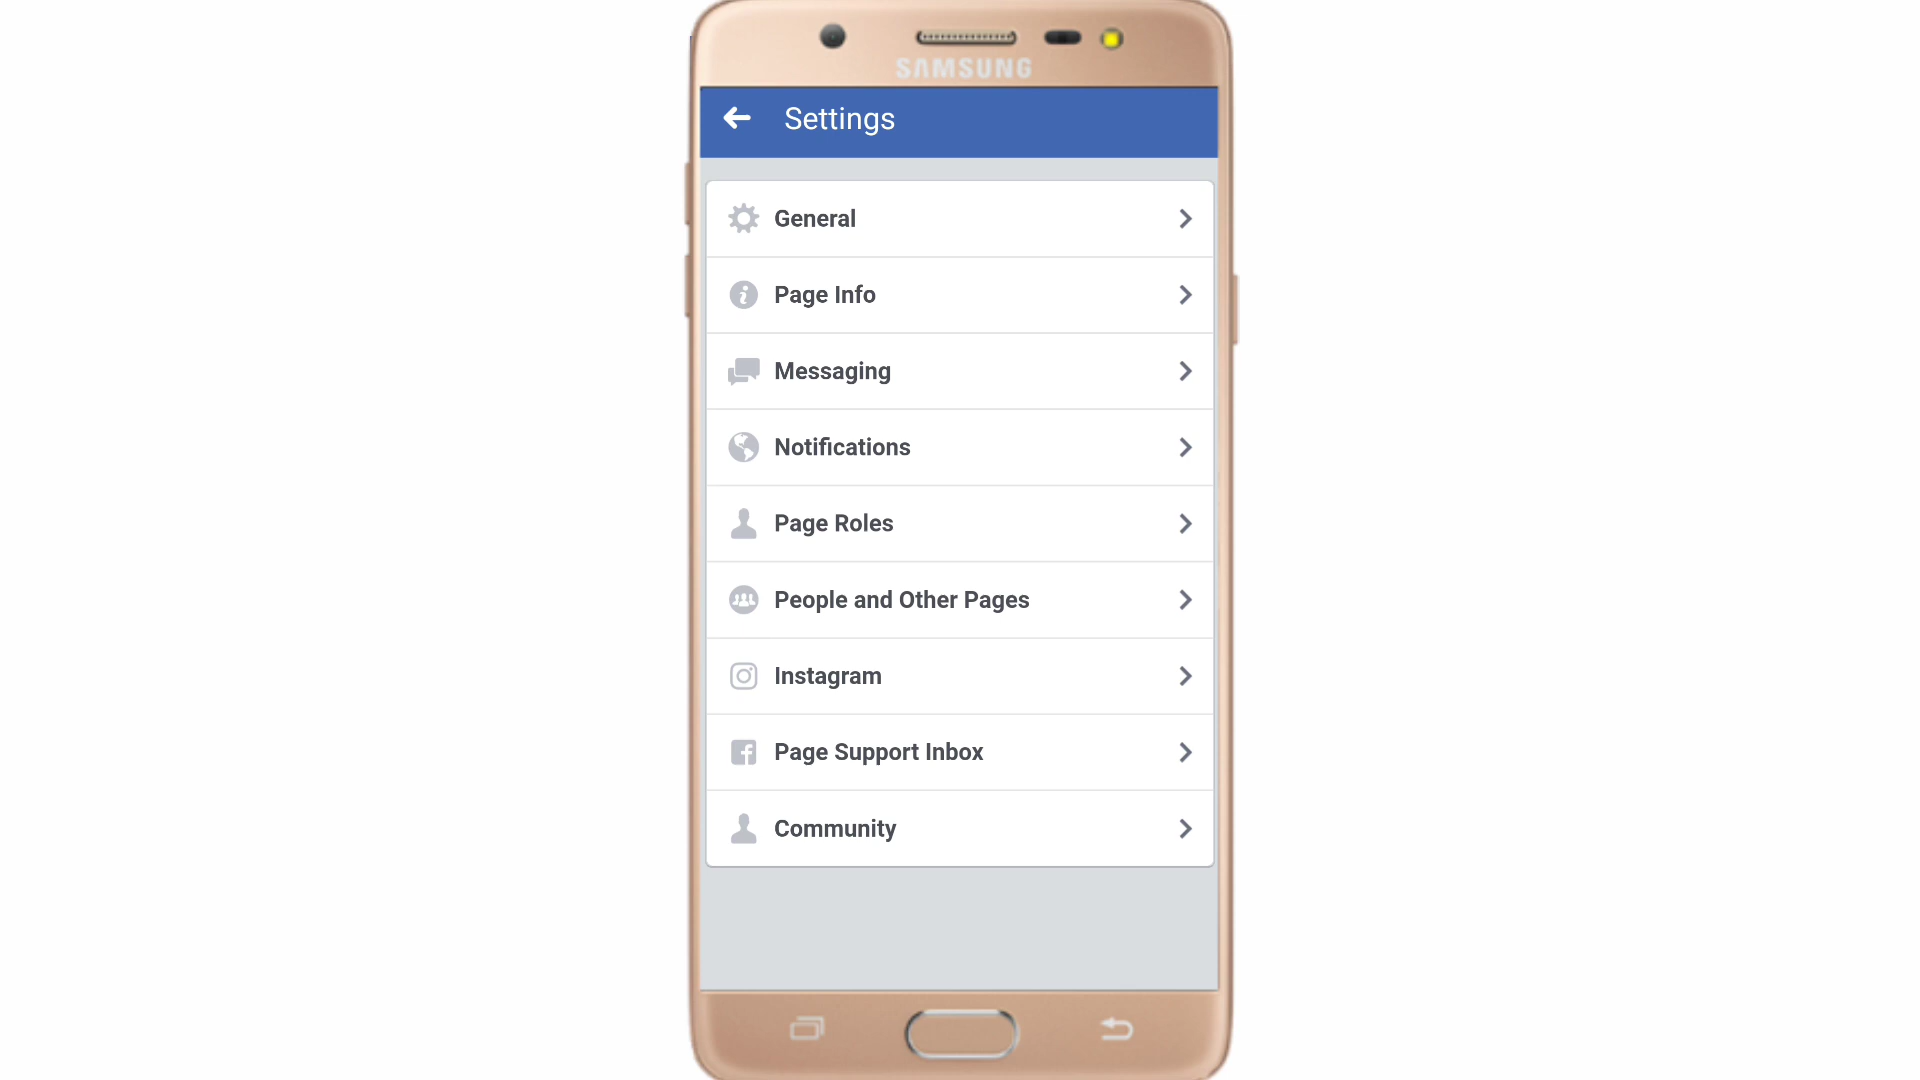 SAMSUNG
Settings
General
Page Info
Messaging
Notifications
Page Roles
People and Other Pages
Instagram
Page Support Inbox
Community